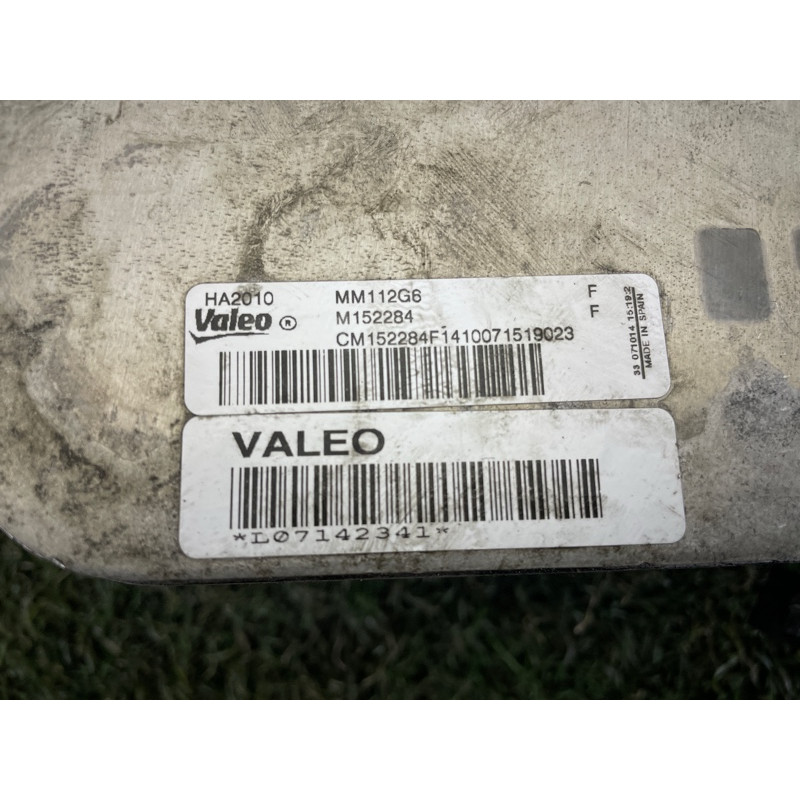 HA2010
Valeo ®
MM112G6
M152284
CM152284F1410071519023
F
F
33 071014 15:19:2
MADE IN SPAIN
VALEO
*L07142341*